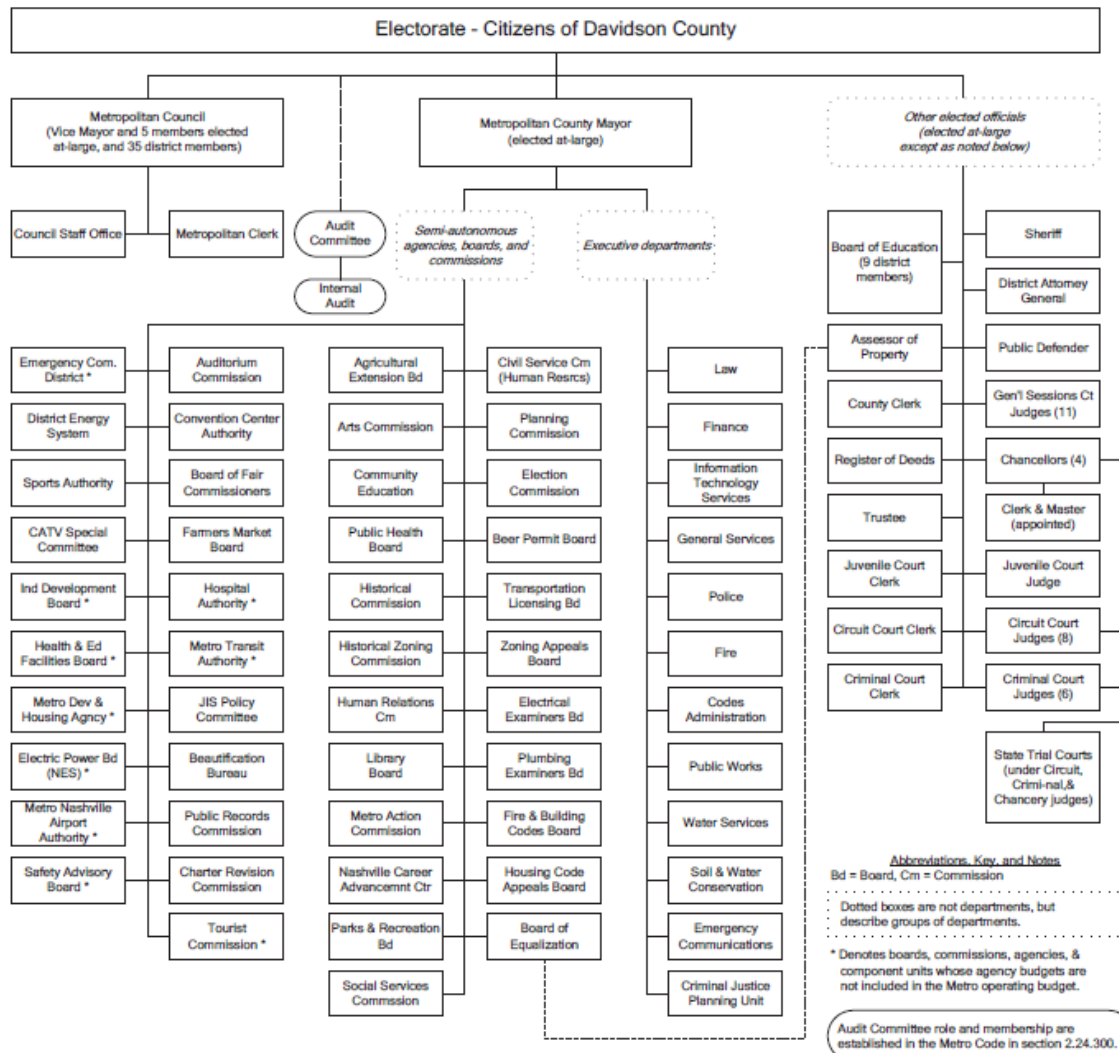 Electorate - Citizens of Davidson County
Metropolitan Council
(Vice Mayor and 5 members elected
at-large, and 35 district members)
Metropolitan County Mayor
(elected at-large)
Other elected officials
(elected at-large
except as noted below)
Council Staff Office
Metropolitan Clerk
Audit
Committee
Internal
Audit
Semi-autonomous
agencies, boards, and
commissions
Executive departments
Board of Education
(9 district
members)
Sheriff
District Attorney
General
Assessor of
Property
Public Defender
County Clerk
Gen'l Sessions Ct
Judges (11)
Register of Deeds
Chancellors (4)
Trustee
Clerk & Master
(appointed)
Juvenile Court
Clerk
Juvenile Court
Judge
Circuit Court Clerk
Circuit Court
Judges (8)
Criminal Court
Clerk
Criminal Court
Judges (6)
State Trial Courts
(under Circuit,
Crimi-nal,&
Chancery judges)
Emergency Com.
District *
Auditorium
Commission
District Energy
System
Convention Center
Authority
Sports Authority
Board of Fair
Commissioners
CATV Special
Committee
Farmers Market
Board
Ind Development
Board *
Hospital
Authority *
Health & Ed
Facilities Board *
Metro Transit
Authority *
Metro Dev &
Housing Agncy *
JIS Policy
Committee
Electric Power Bd
(NES) *
Beautification
Bureau
Metro Nashville
Airport
Authority *
Public Records
Commission
Safety Advisory
Board *
Charter Revision
Commission
Tourist
Commission *
Agricultural
Extension Bd
Civil Service Cm
(Human Resrcs)
Arts Commission
Planning
Commission
Community
Education
Election
Commission
Public Health
Board
Beer Permit Board
Historical
Commission
Transportation
Licensing Bd
Historical Zoning
Commission
Zoning Appeals
Board
Human Relations
Cm
Electrical
Examiners Bd
Library
Board
Plumbing
Examiners Bd
Metro Action
Commission
Fire & Building
Codes Board
Nashville Career
Advancemnt Ctr
Housing Code
Appeals Board
Parks & Recreation
Bd
Board of
Equalization
Social Services
Commssion
Law
Finance
Information
Technology
Services
General Services
Police
Fire
Codes
Administration
Public Works
Water Services
Soil & Water
Conservation
Emergency
Communications
Criminal Justice
Planning Unit
Abbreviations, Key, and Notes
Bd = Board, Cm = Commission
Dotted boxes are not departments, but
describe groups of departments.
* Denotes boards, commissions, agencies, &
component units whose agency budgets are
not included in the Metro operating budget.
Audit Committee role and membership are
established in the Metro Code in section 2.24.300.